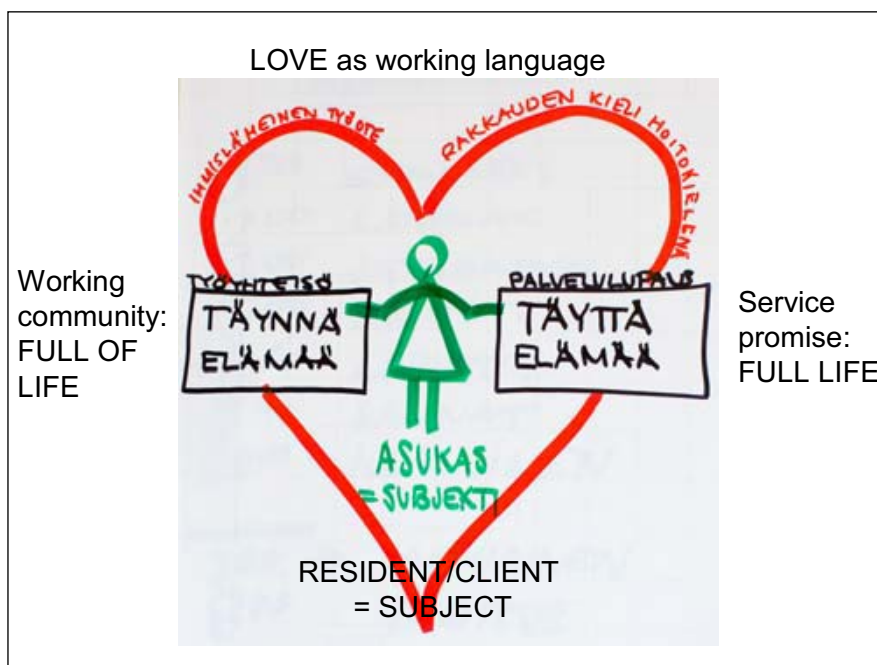 LOVE as working language
IHMISLÄHEINEN TYÖOTE
RAKKAUDEN KIELI HOITOKIELENÄ
Working
community:
FULL OF
LIFE
TYÖYHTEISÖ
TÄYNNÄ
ELÄMÄÄ
PALVELULUPAUS
TÄYTTÄ
ELÄMÄÄ
Service
promise:
FULL LIFE
ASUKAS
=SUBJEKTI
RESIDENT/CLIENT
= SUBJECT